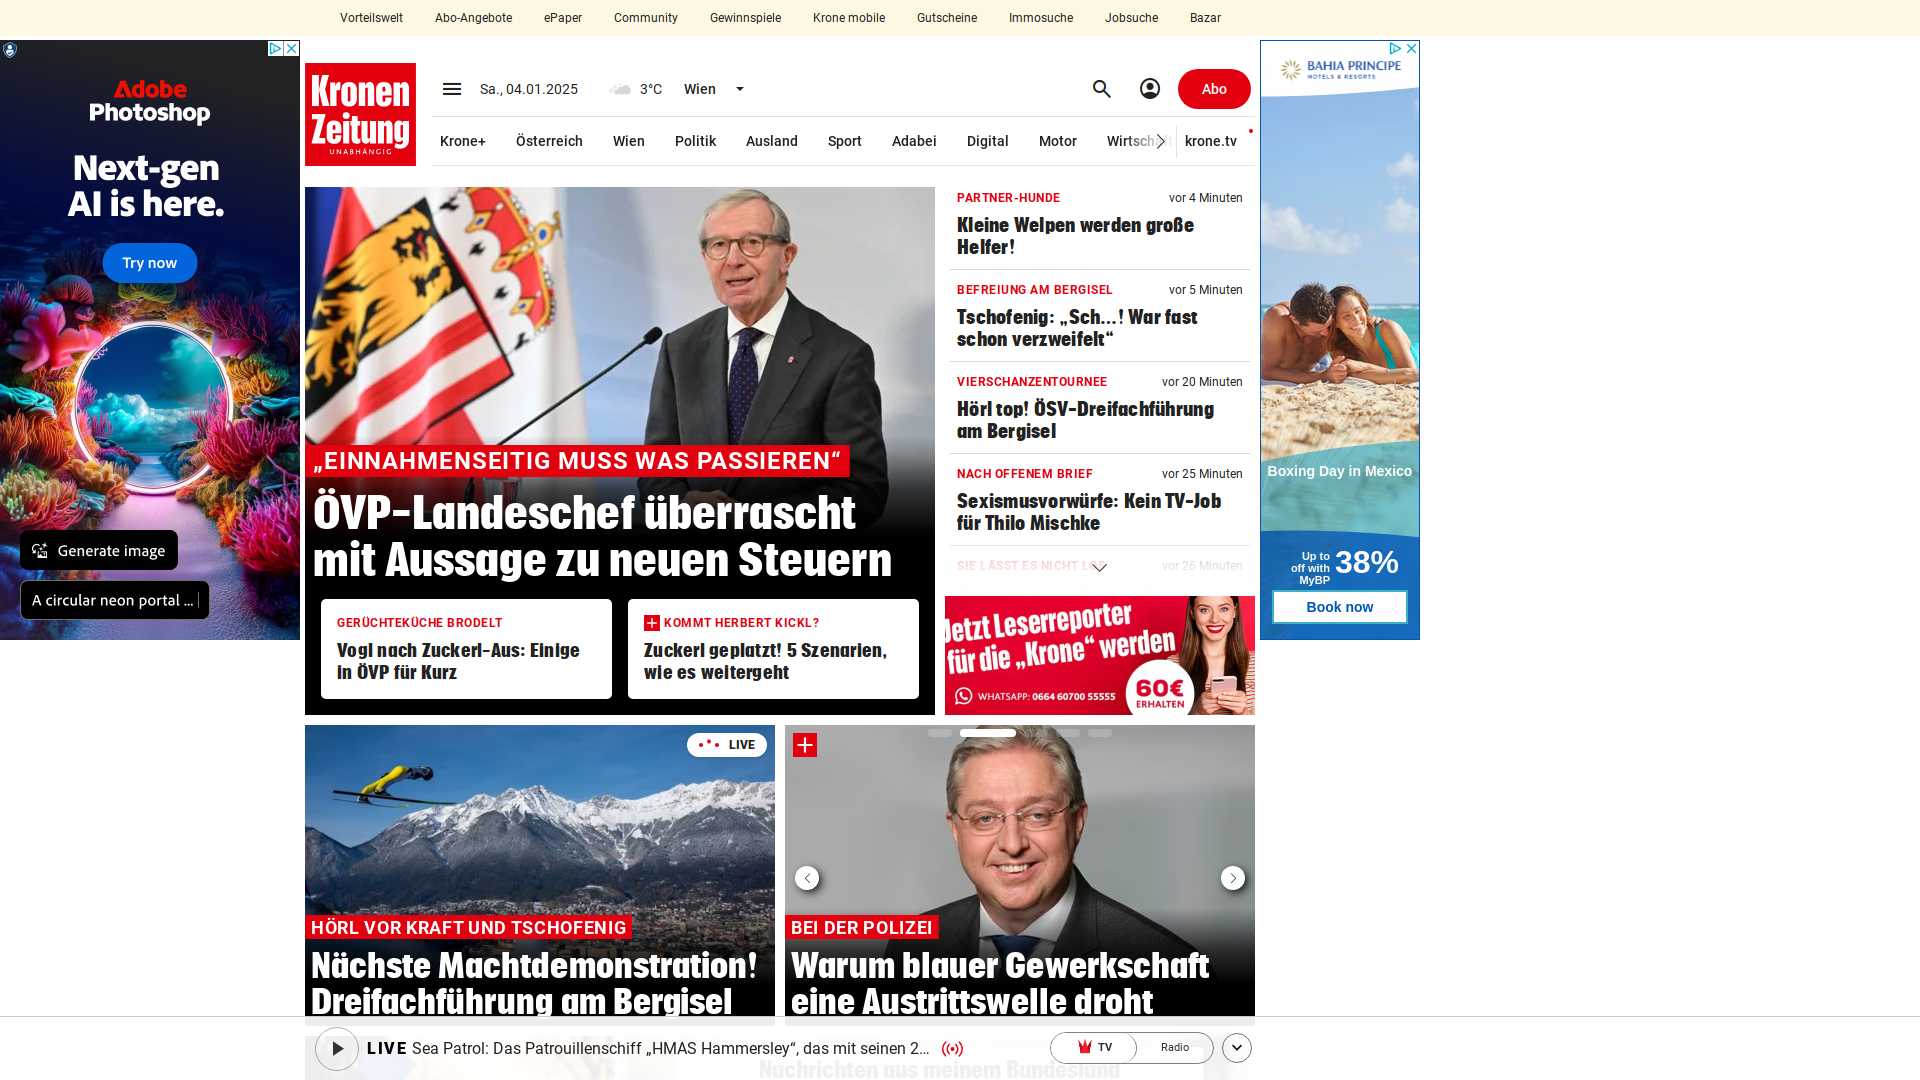 Vorteilswelt
Abo-Angebote
ePaper
Community
Gewinnspiele
Krone mobile
Gutscheine
Immosuche
Jobsuche
Bazar
Adobe
Photoshop
Next-gen
AI is here.
Try now
Generate image
A circular neon portal ...
Kronen
Zeitung
UNABHÄNGIG
Sa., 04.01.2025
3°C
Wien
Abo
Krone+
Österreich
Wien
Politik
Ausland
Sport
Adabei
Digital
Motor
Wirtschaft
krone.tv
„EINNAHMENSEITIG MUSS WAS PASSIEREN“
ÖVP-Landeschef überrascht
mit Aussage zu neuen Steuern
GERÜCHTEKÜCHE BRODELT
Vogl nach Zuckerl-Aus: Einige
in ÖVP für Kurz
KOMMT HERBERT KICKL?
Zuckerl geplatzt! 5 Szenarien,
wie es weitergeht
PARTNER-HUNDE vor 4 Minuten
Kleine Welpen werden große
Helfer!
BEFREIUNG AM BERGISEL vor 5 Minuten
Tschofenig: „Sch...! War fast
schon verzweifelt“
VIERSCHANZENTOURNEE vor 20 Minuten
Hörl top! ÖSV-Dreifachführung
am Bergisel
NACH OFFENEM BRIEF vor 25 Minuten
Sexismusvorwürfe: Kein TV-Job
für Thilo Mischke
SIE LÄSST ES NICHT LOS vor 26 Minuten
Jetzt Leserreporter
für die „Krone“ werden
WHATSAPP: 0664 60700 55555
60€
ERHALTEN
BAHIA PRINCIPE
HOTELS & RESORTS
Boxing Day in Mexico
Up to
off with
MyBP
38%
Book now
LIVE
HÖRL VOR KRAFT UND TSCHOFENIG
Nächste Machtdemonstration!
Dreifachführung am Bergisel
BEI DER POLIZEI
Warum blauer Gewerkschaft
eine Austrittswelle droht
LIVE Sea Patrol: Das Patrouillenschiff „HMAS Hammersley“, das mit seinen 2...
TV
Radio
Nachrichten aus meinem Bundesland